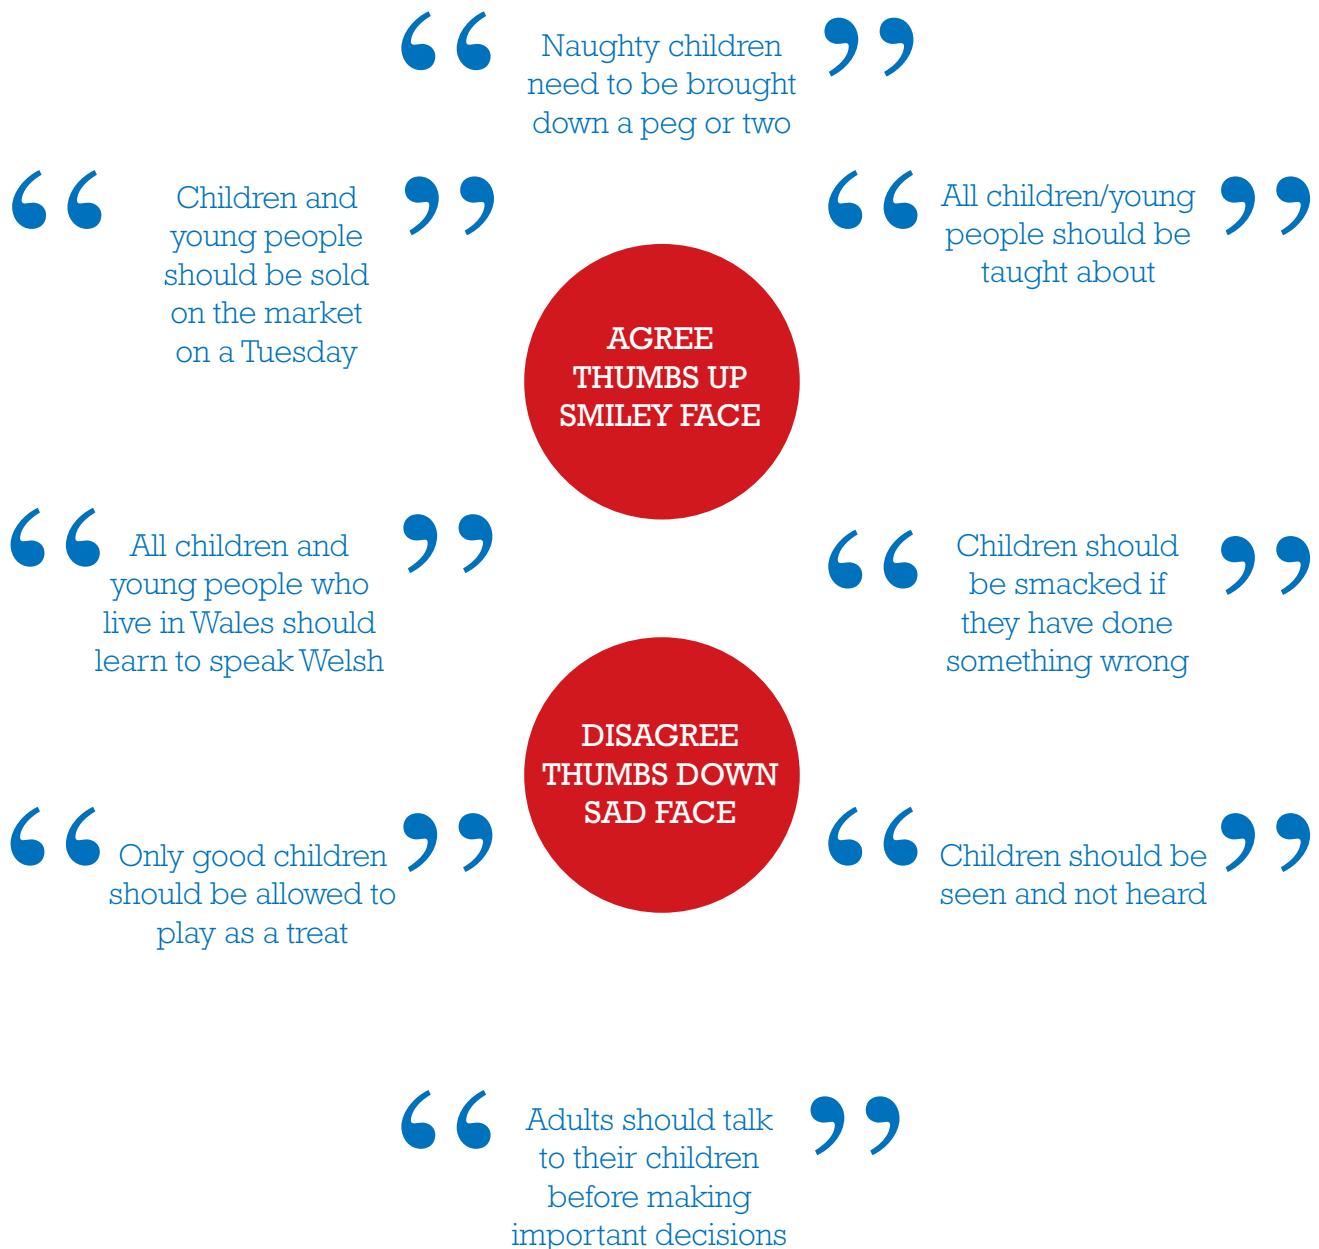 Naughty children
need to be brought
down a peg or two
Children and
young people
should be sold
on the market
on a Tuesday
All children/young
people should be
taught about
AGREE
THUMBS UP
SMILEY FACE
All children and
young people who
live in Wales should
learn to speak Welsh
Children should
be smacked if
they have done
something wrong
DISAGREE
THUMBS DOWN
SAD FACE
Only good children
should be allowed to
play as a treat
Children should be
seen and not heard
Adults should talk
to their children
before making
important decisions